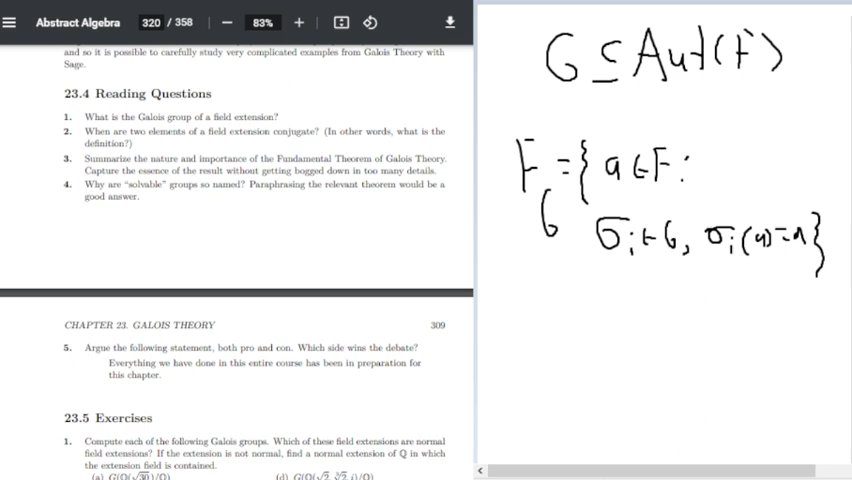 Abstract Algebra
320 / 358
83%
and so it is possible to carefully study very complicated examples from Galois Theory with
Sage.
23.4 Reading Questions
1. What is the Galois group of a field extension?
2. When are two elements of a field extension conjugate? (In other words, what is the
definition?)
3. Summarize the nature and importance of the Fundamental Theorem of Galois Theory.
Capture the essence of the result without getting bogged down in too many details.
4. Why are “solvable” groups so named? Paraphrasing the relevant theorem would be a
good answer.
CHAPTER 23. GALOIS THEORY 309
5. Argue the following statement, both pro and con. Which side wins the debate?
Everything we have done in this entire course has been in preparation for
this chapter.
23.5 Exercises
1. Compute each of the following Galois groups. Which of these field extensions are normal
field extensions? If the extension is not normal, find a normal extension of Q in which
the extension field is contained.
(a) G(Q(√30)/Q) (d) G(Q(√2, ∛2, i)/Q)
G ⊆ Aut(F)
F_G = { a ∈ F :
σ_i ∈ G, σ_i(a) = a }